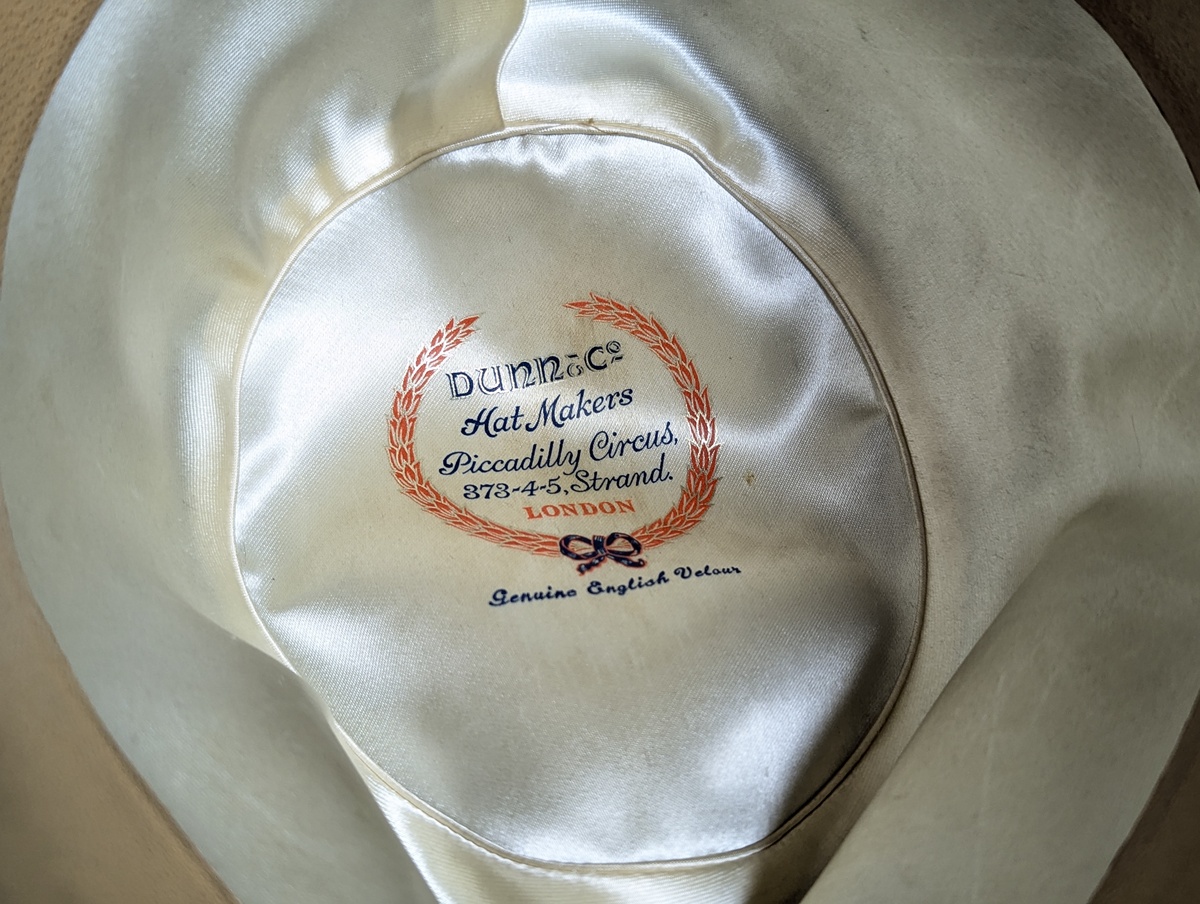 DUNN & Cº
Hat Makers
Piccadilly Circus,
373-4-5, Strand.
LONDON
Genuine English Velour